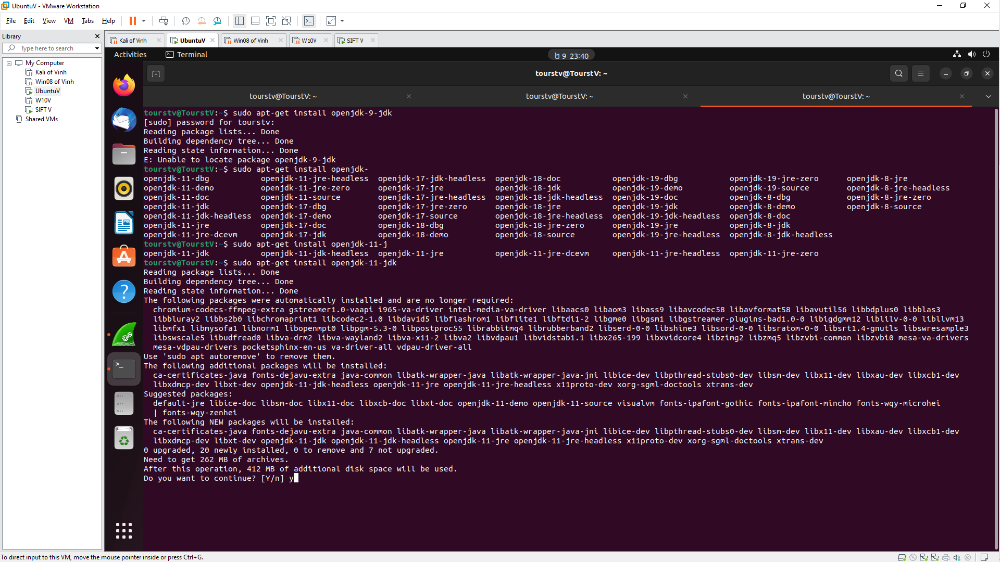 UbuntuV - VMware Workstation
File Edit View VM Tabs Help
Library
Type here to search
My Computer
Kali of Vinh
Win08 of Vinh
UbuntuV
W10V
SIFT V
Shared VMs
Kali of Vinh UbuntuV Win08 of Vinh W10V SIFT V
Activities Terminal 9 23:40
tourstv@TourstV: ~
tourstv@TourstV: ~ tourstv@TourstV: ~ tourstv@TourstV: ~
tourstv@TourstV:~$ sudo apt-get install openjdk-9-jdk
[sudo] password for tourstv:
Reading package lists... Done
Building dependency tree... Done
Reading state information... Done
E: Unable to locate package openjdk-9-jdk
tourstv@TourstV:~$ sudo apt-get install openjdk-
openjdk-11-dbg openjdk-11-jre-headless openjdk-17-jdk-headless openjdk-18-doc openjdk-19-dbg openjdk-19-jre-zero openjdk-8-jre
openjdk-11-demo openjdk-11-jre-zero openjdk-17-jre openjdk-18-jdk openjdk-19-demo openjdk-19-source openjdk-8-jre-headless
openjdk-11-doc openjdk-11-source openjdk-17-jre-headless openjdk-18-jdk-headless openjdk-19-doc openjdk-8-dbg openjdk-8-jre-zero
openjdk-11-jdk openjdk-17-dbg openjdk-17-jre-zero openjdk-18-jre openjdk-19-jdk openjdk-8-demo openjdk-8-source
openjdk-11-jdk-headless openjdk-17-demo openjdk-17-source openjdk-18-jre-headless openjdk-19-jdk-headless openjdk-8-doc
openjdk-11-jre openjdk-17-doc openjdk-18-dbg openjdk-18-jre-zero openjdk-19-jre openjdk-8-jdk
openjdk-11-jre-dcevm openjdk-17-jdk openjdk-18-demo openjdk-18-source openjdk-19-jre-headless openjdk-8-jdk-headless
tourstv@TourstV:~$ sudo apt-get install openjdk-11-j
openjdk-11-jdk openjdk-11-jdk-headless openjdk-11-jre openjdk-11-jre-dcevm openjdk-11-jre-headless openjdk-11-jre-zero
tourstv@TourstV:~$ sudo apt-get install openjdk-11-jdk
Reading package lists... Done
Building dependency tree... Done
Reading state information... Done
The following packages were automatically installed and are no longer required:
chromium-codecs-ffmpeg-extra gstreamer1.0-vaapi i965-va-driver intel-media-va-driver libaacs0 libaom3 libass9 libavcodec58 libavformat58 libavutil56 libbdplus0 libblas3
libbluray2 libbs2b0 libchromaprint1 libcodec2-1.0 libdav1d5 libflashrom1 libflite1 libftdi1-2 libgme0 libgsm1 libgstreamer-plugins-bad1.0-0 libigdgmm12 liblilv-0-0 libllvm13
libmfx1 libmysofa1 libnorm1 libopenmpt0 libpgm-5.3-0 libpostproc55 librabbitmq4 librubberband2 libserd-0-0 libshine3 libsord-0-0 libsratom-0-0 libsrt1.4-gnutls libswresample3
libswscale5 libudfread0 libva-drm2 libva-wayland2 libva-x11-2 libva2 libvdpau1 libvidstab1.1 libx265-199 libxvidcore4 libzimg2 libzmq5 libzvbi-common libzvbi0 mesa-va-drivers
mesa-vdpau-drivers pocketsphinx-en-us va-driver-all vdpau-driver-all
Use 'sudo apt autoremove' to remove them.
The following additional packages will be installed:
ca-certificates-java fonts-dejavu-extra java-common libatk-wrapper-java libatk-wrapper-java-jni libice-dev libpthread-stubs0-dev libsm-dev libx11-dev libxau-dev libxcb1-dev
libxdmcp-dev libxt-dev openjdk-11-jdk-headless openjdk-11-jre openjdk-11-jre-headless x11proto-dev xorg-sgml-doctools xtrans-dev
Suggested packages:
default-jre libice-doc libsm-doc libx11-doc libxcb-doc libxt-doc openjdk-11-demo openjdk-11-source visualvm fonts-ipafont-gothic fonts-ipafont-mincho fonts-wqy-microhei
| fonts-wqy-zenhei
The following NEW packages will be installed:
ca-certificates-java fonts-dejavu-extra java-common libatk-wrapper-java libatk-wrapper-java-jni libice-dev libpthread-stubs0-dev libsm-dev libx11-dev libxau-dev libxcb1-dev
libxdmcp-dev libxt-dev openjdk-11-jdk openjdk-11-jdk-headless openjdk-11-jre openjdk-11-jre-headless x11proto-dev xorg-sgml-doctools xtrans-dev
0 upgraded, 20 newly installed, 0 to remove and 7 not upgraded.
Need to get 262 MB of archives.
After this operation, 412 MB of additional disk space will be used.
Do you want to continue? [Y/n] y
To direct input to this VM, move the mouse pointer inside or press Ctrl+G.